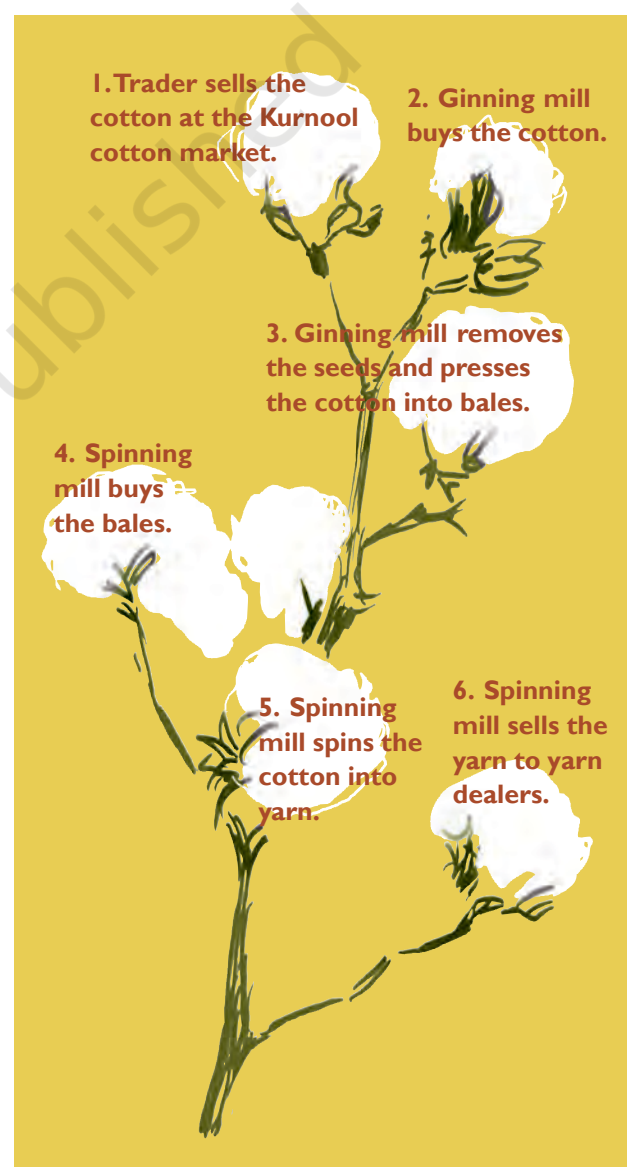 1. Trader sells the
cotton at the Kurnool
cotton market.
2. Ginning mill
buys the cotton.
3. Ginning mill removes
the seeds and presses
the cotton into bales.
4. Spinning
mill buys
the bales.
5. Spinning
mill spins the
cotton into
yarn.
6. Spinning
mill sells the
yarn to yarn
dealers.
ublished